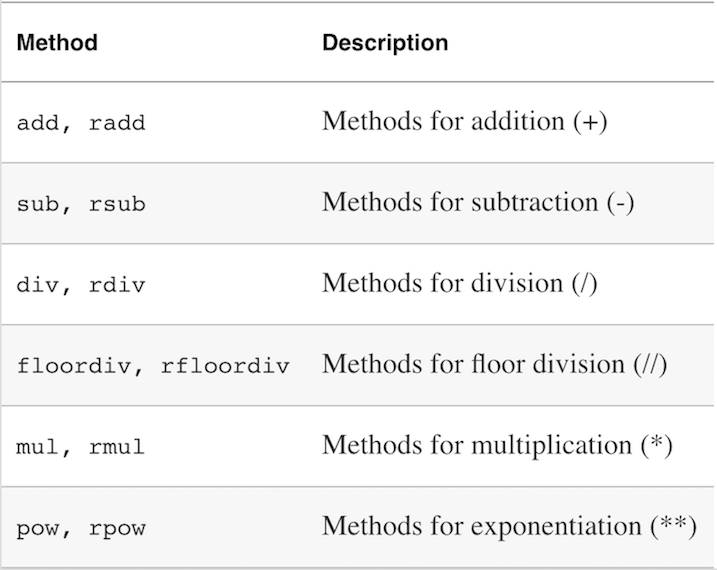 Method Description
add, radd Methods for addition (+)
sub, rsub Methods for subtraction (-)
div, rdiv Methods for division (/)
floordiv, rfloordiv Methods for floor division (//)
mul, rmul Methods for multiplication (*)
pow, rpow Methods for exponentiation (**)